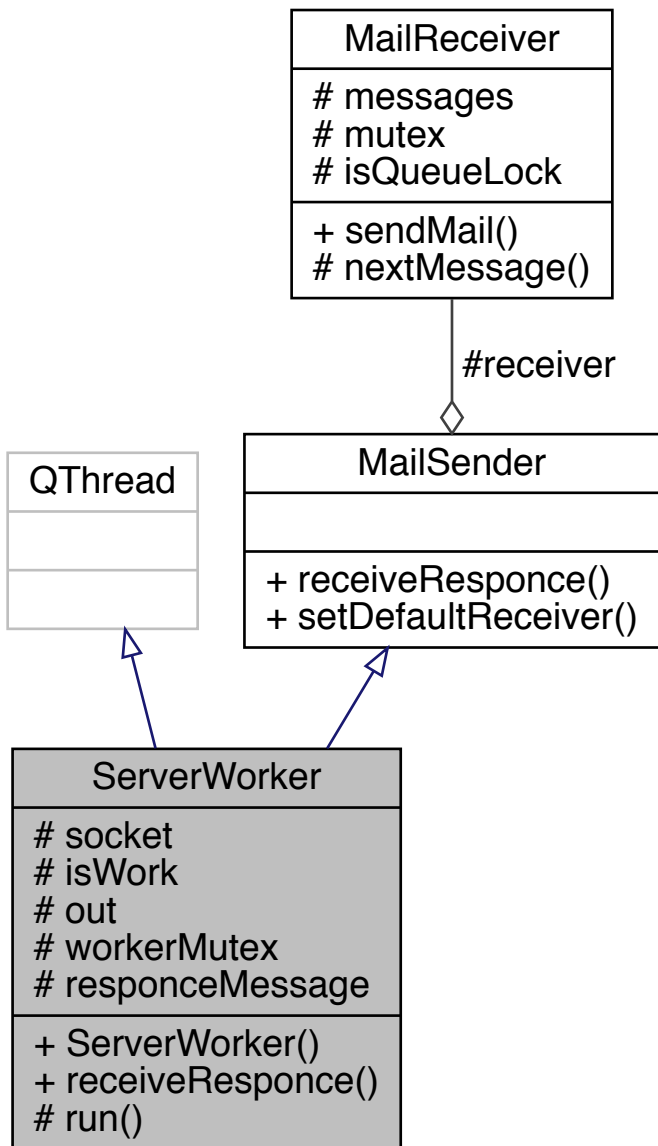 MailReceiver
# messages
# mutex
# isQueueLock
+ sendMail()
# nextMessage()
#receiver
QThread
MailSender
+ receiveResponce()
+ setDefaultReceiver()
ServerWorker
# socket
# isWork
# out
# workerMutex
# responceMessage
+ ServerWorker()
+ receiveResponce()
# run()